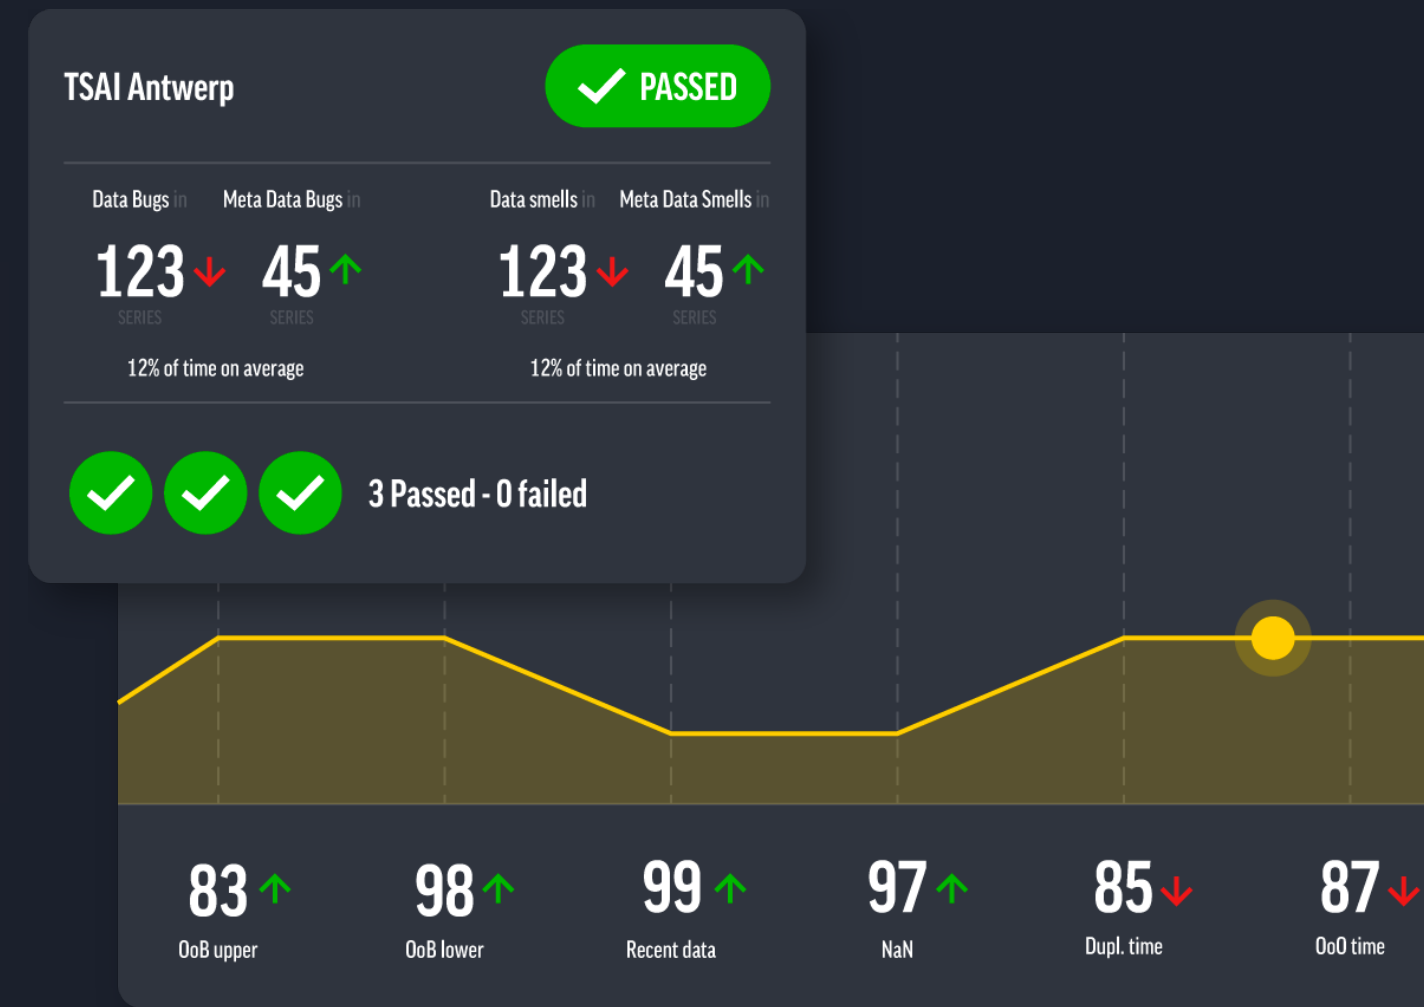 TSAI Antwerp
PASSED
Data Bugs in
Meta Data Bugs in
Data smells in
Meta Data Smells in
123
45
123
45
SERIES
SERIES
SERIES
SERIES
12% of time on average
12% of time on average
3 Passed - 0 failed
83
98
99
97
85
87
OoB upper
OoB lower
Recent data
NaN
Dupl. time
OoO time